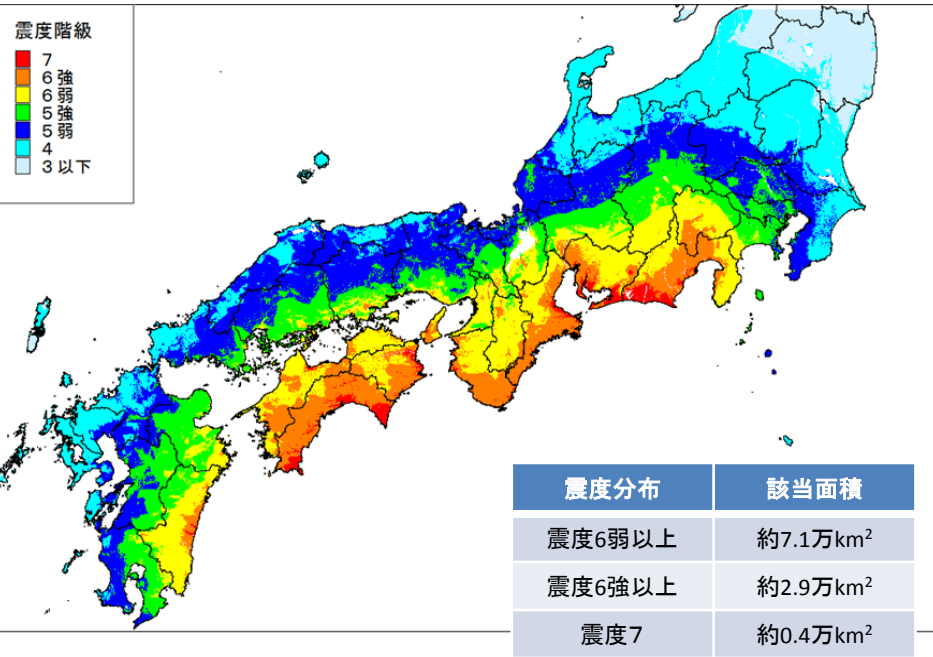 震度階級
7
6強
6弱
5強
5弱
4
3以下
震度分布 該当面積
震度6弱以上 約7.1万km²
震度6強以上 約2.9万km²
震度7 約0.4万km²